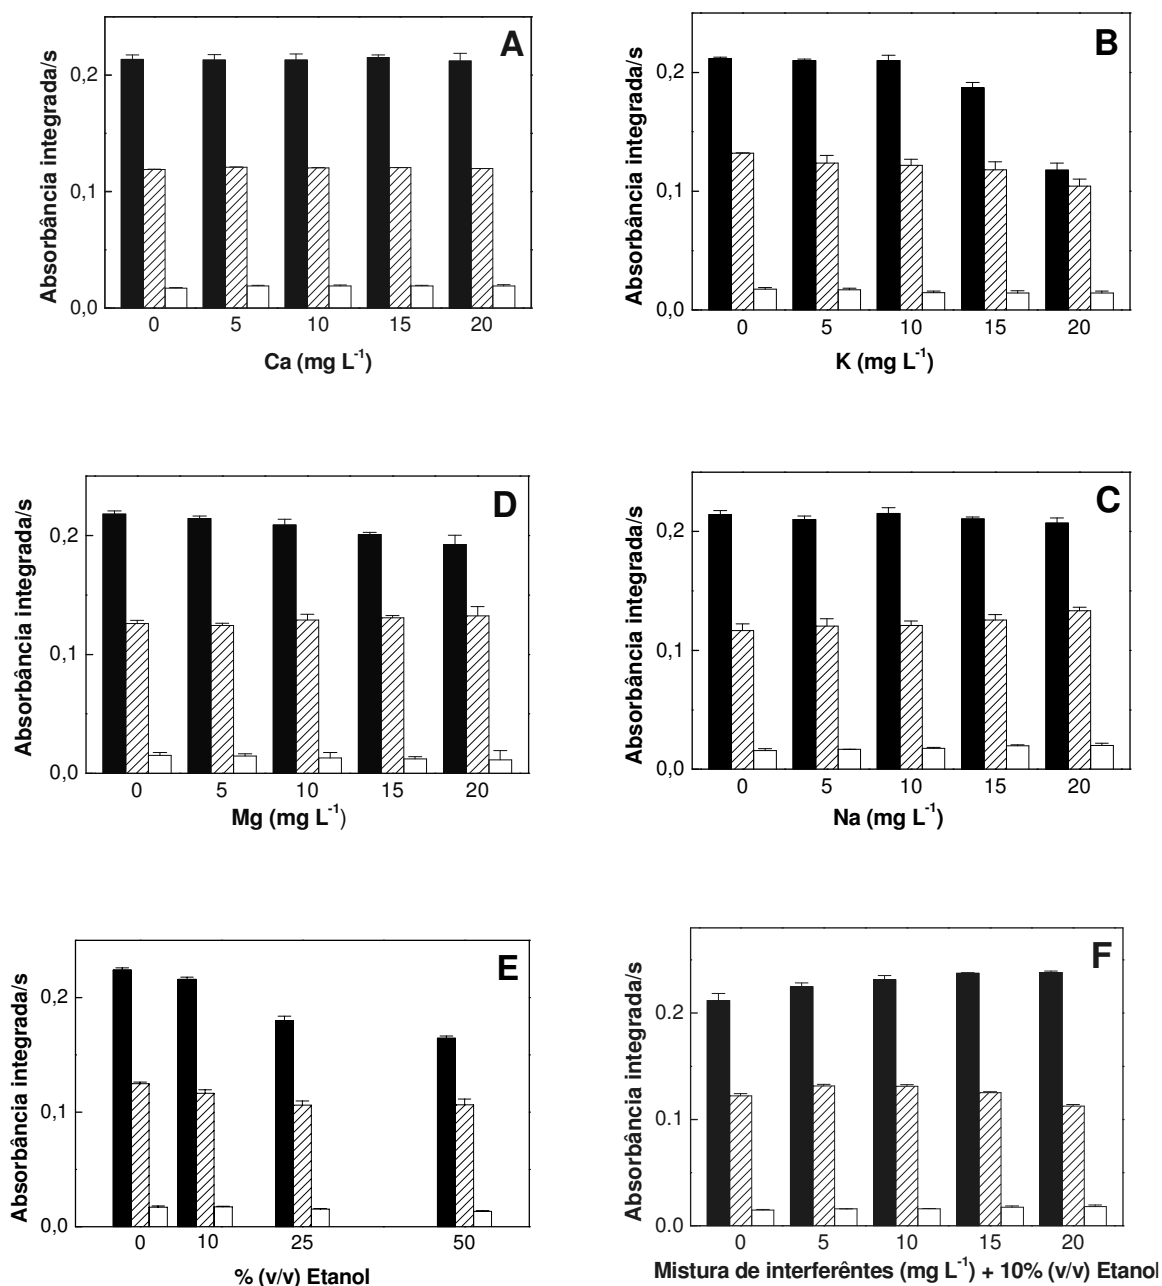 A
Absorbância integrada/s
0,2
0,1
0,0
0 5 10 15 20
Ca (mg L⁻¹)
B
Absorbância integrada/s
0,2
0,1
0,0
0 5 10 15 20
K (mg L⁻¹)
D
Absorbância integrada/s
0,2
0,1
0,0
0 5 10 15 20
Mg (mg L⁻¹)
C
Absorbância integrada/s
0,2
0,1
0,0
0 5 10 15 20
Na (mg L⁻¹)
E
Absorbância integrada/s
0,2
0,1
0,0
0 10 25 50
% (v/v) Etanol
F
Absorbância integrada/s
0.2
0.1
0.0
0 5 10 15 20
Mistura de interferêntes (mg L⁻¹) + 10% (v/v) Etanol